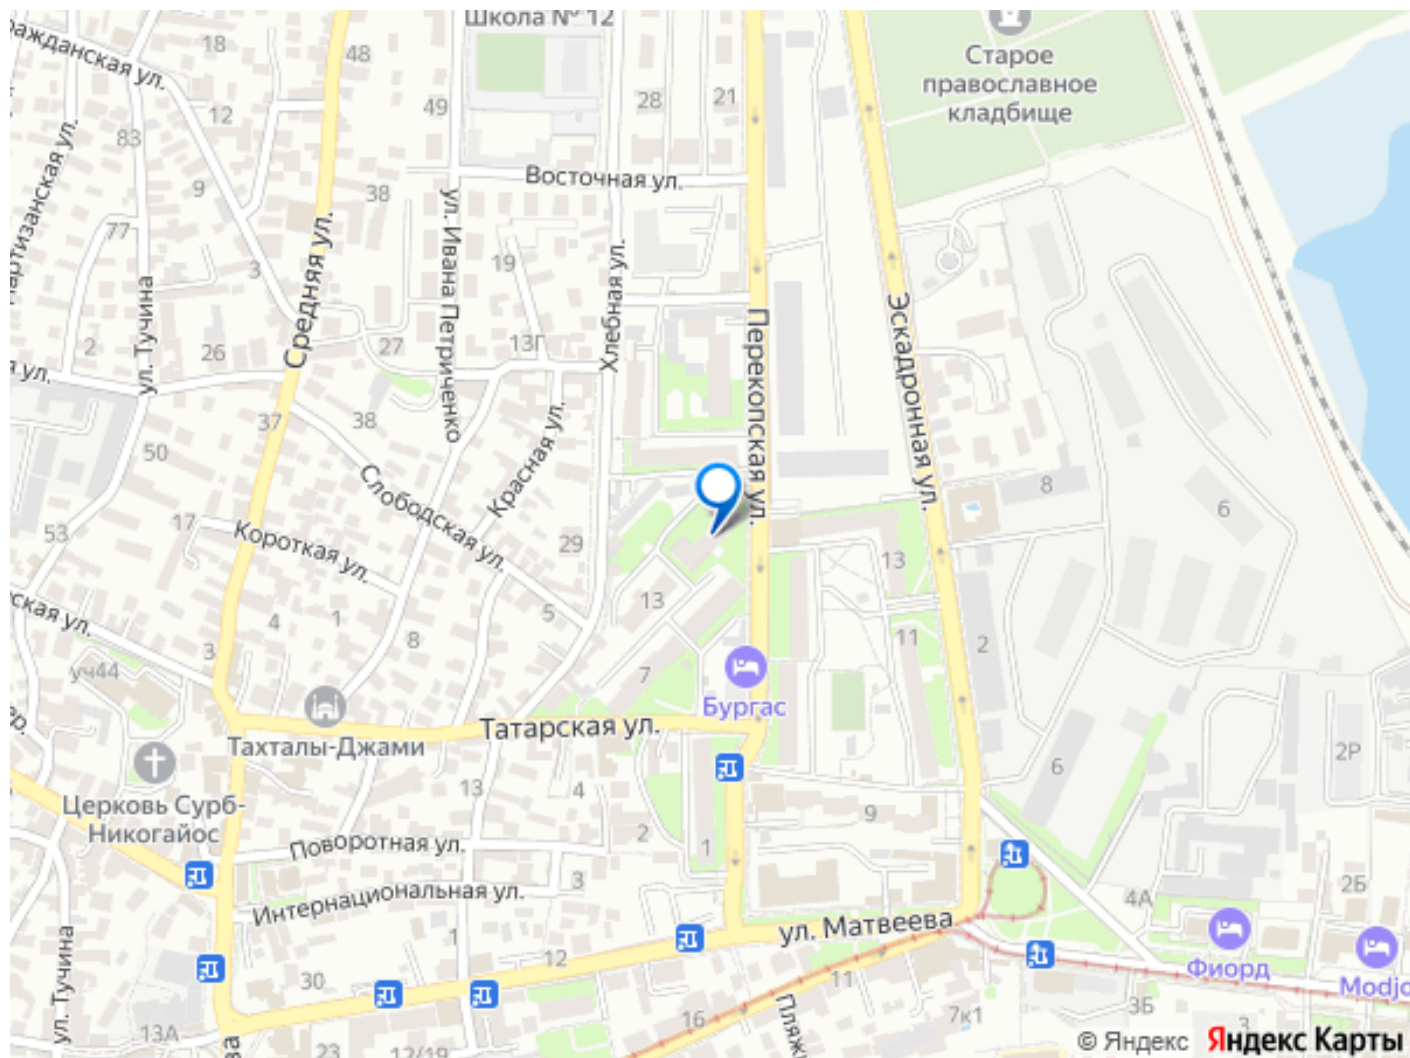 Школа № 12
Старое
православное
кладбище
18
48
49
28
21
12
83
9
38
Восточная ул.
77
3
19
ул. Тучина
Средняя ул.
ул. Ивана Петриченко
Хлебная ул.
Перекопская ул.
Эскадронная ул.
2
26
27
13Г
37
38
50
Красная ул.
Слободская ул.
17
Короткая ул.
53
29
8
6
13
13
4
1
8
5
3
11
2
уч44
7
Бургас
Татарская ул.
Тахталы-Джами
Церковь Сурб-
Никогайос
13
4
6
2Р
9
2
1
Поворотная ул.
3
Интернациональная ул.
4А
2Б
1
ул. Матвеева
12
30
11
Фиорд
ул. Тучина
13А
16
7к1
3Б
3
23
12/19
© Яндекс Яндекс Карты